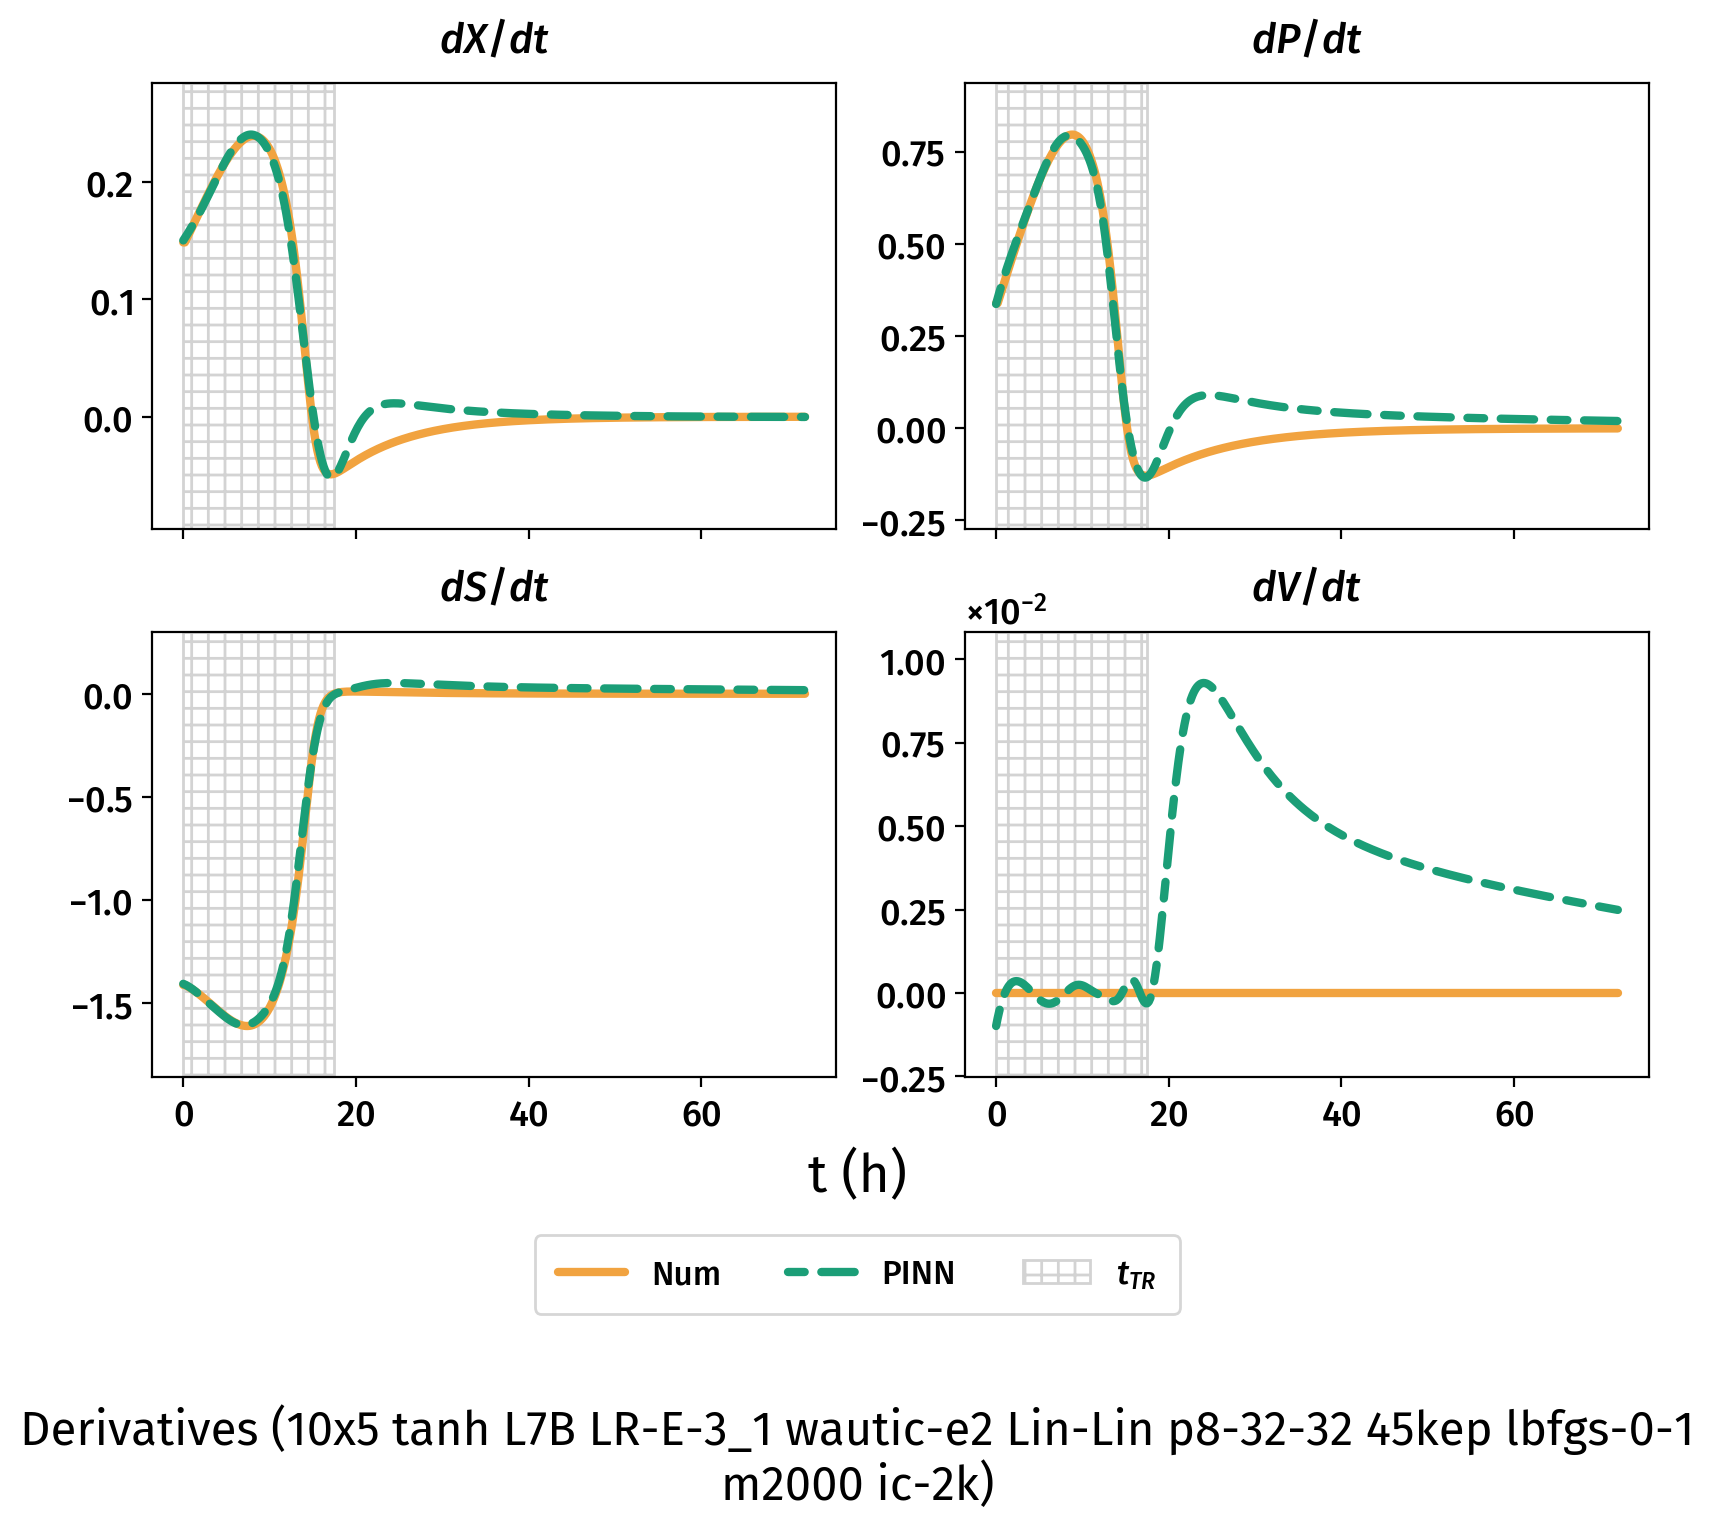 dX/dt
dP/dt
0.2
0.1
0.0
0.75
0.50
0.25
0.00
−0.25
dS/dt
dV/dt
×10⁻²
0.0
−0.5
−1.0
−1.5
0 20 40 60
1.00
0.75
0.50
0.25
0.00
−0.25
0 20 40 60
t (h)
Num PINN t_TR
Derivatives (10x5 tanh L7B LR-E-3_1 wautic-e2 Lin-Lin p8-32-32 45kep lbfgs-0-1
m2000 ic-2k)